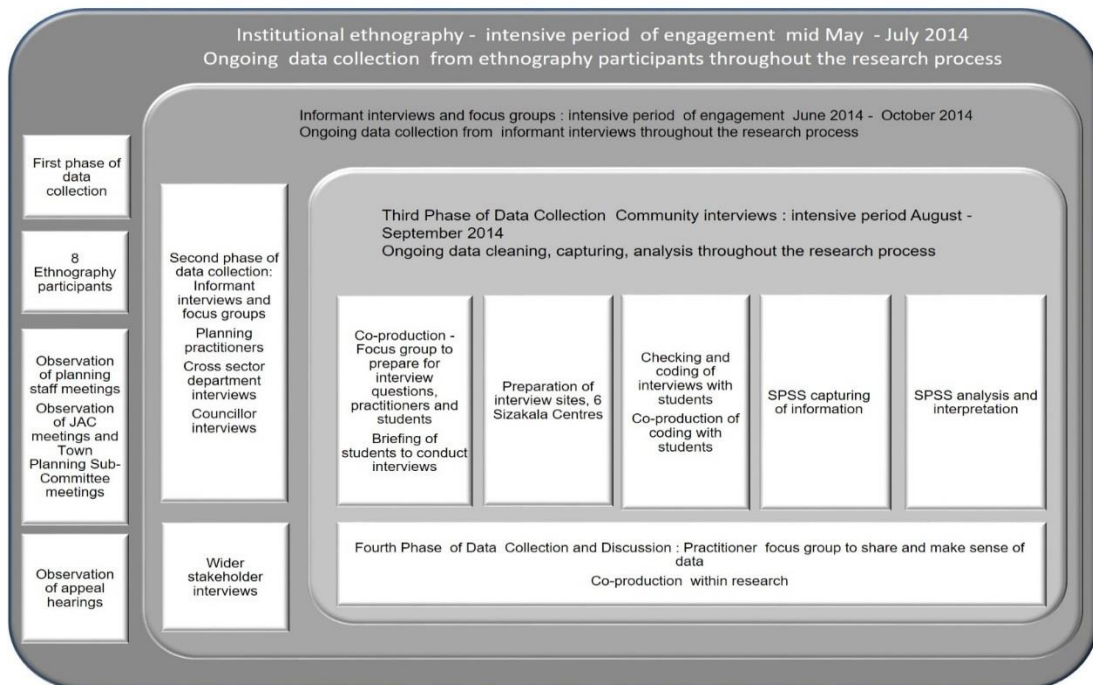 Institutional ethnography - intensive period of engagement mid May - July 2014
Ongoing data collection from ethnography participants throughout the research process
Informant interviews and focus groups : intensive period of engagement June 2014 - October 2014
Ongoing data collection from informant interviews throughout the research process
First phase of
data
collection
8
Ethnography
participants
Observation
of planning
staff meetings
Observation
of JAC
meetings and
Town
Planning Sub-
Committee
meetings
Observation
of appeal
hearings
Second phase of
data collection:
Informant
interviews and
focus groups
Planning
practitioners
Cross sector
department
interviews
Councillor
interviews
Wider
stakeholder
interviews
Third Phase of Data Collection Community interviews : intensive period August -
September 2014
Ongoing data cleaning, capturing, analysis throughout the research process
Co-production -
Focus group to
prepare for
interview
questions,
practitioners and
students
Briefing of
students to conduct
interviews
Preparation of
interview sites, 6
Sizakala Centres
Checking and
coding of
interviews with
students
Co-production of
coding with
students
SPSS capturing
of information
SPSS analysis and
interpretation
Fourth Phase of Data Collection and Discussion : Practitioner focus group to share and make sense of
data
Co-production within research